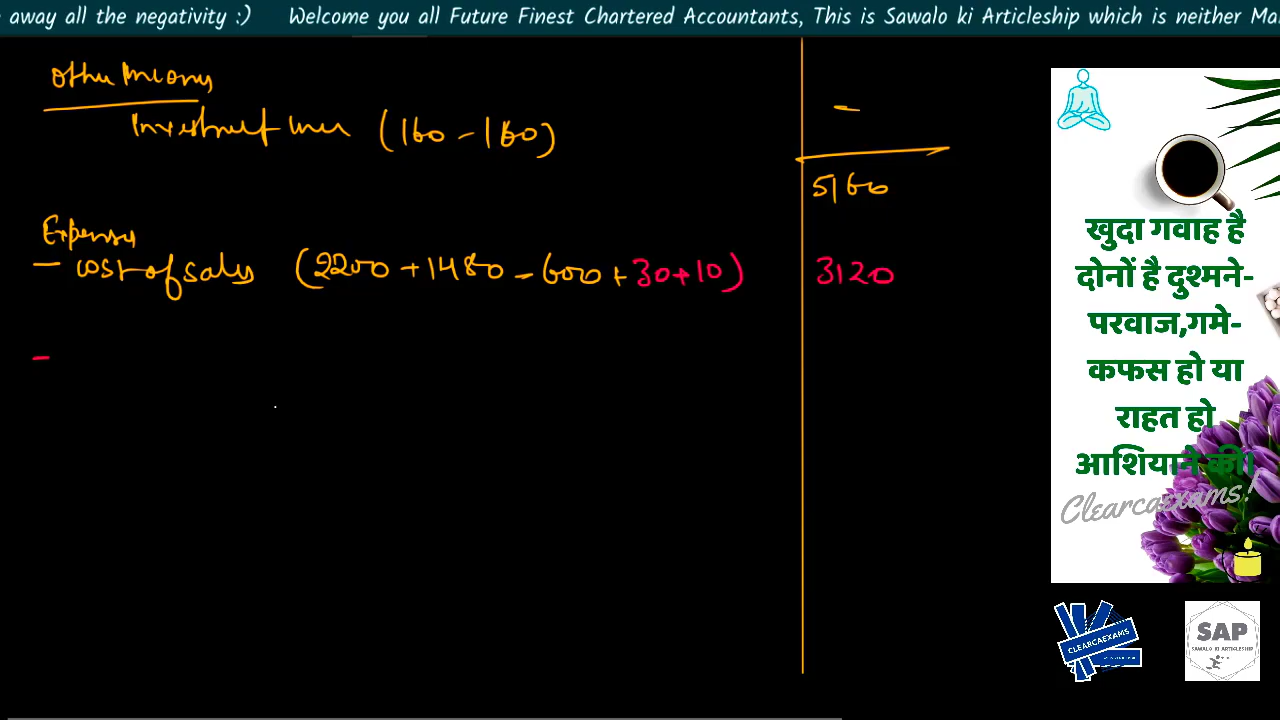 away all the negativity :) Welcome you all Future Finest Chartered Accountants, This is Sawalo ki Articleship which is neither Ma
Other Incomes
Investment (160 - 160) -
5160
Expenses
- cost of sales (2200 + 1480 - 600 + 30 + 10) 3120
-
खुदा गवाह है
दोनों है दुश्मने-
परवाज,गमे-
कफस हो या
राहत हो
आशियाने की।
Clearcaexams!
CLEARCAEXAMS
SAP
SAWALO KI ARTICLESHIP